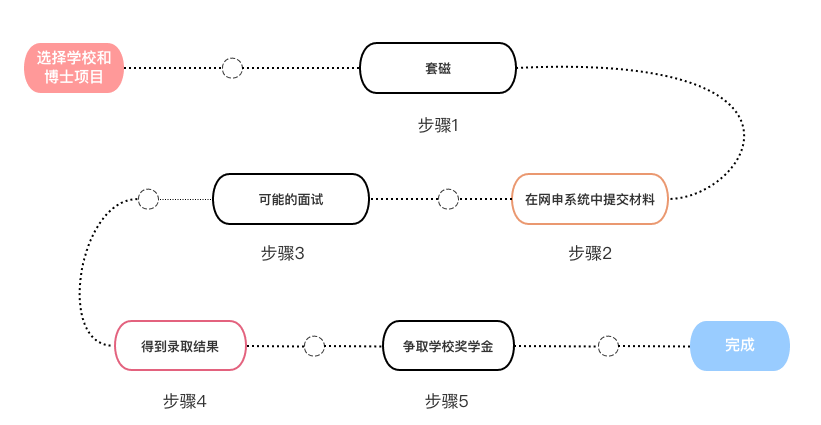 选择学校和
博士项目
套磁
步骤1
可能的面试
在网申系统中提交材料
步骤3
步骤2
得到录取结果
争取学校奖学金
完成
步骤4
步骤5